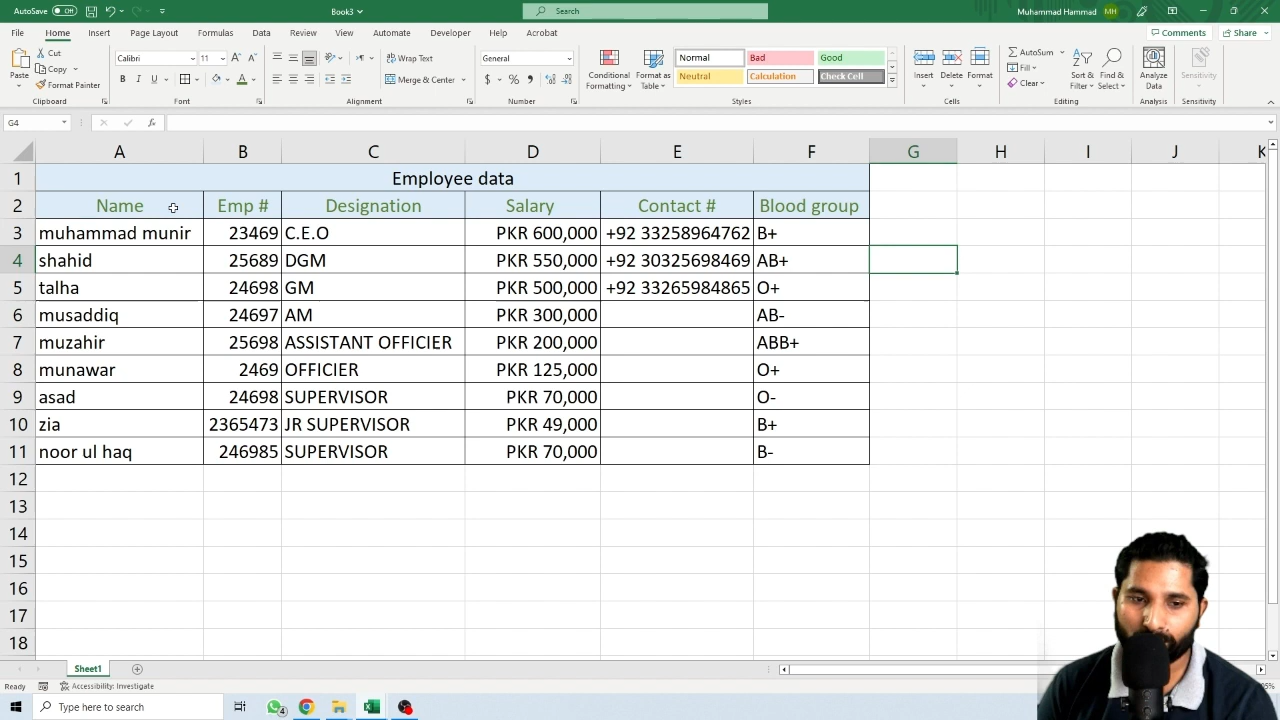 AutoSave Off Book3 Search Muhammad Hammad MH
File Home Insert Draw Page Layout Formulas Data Review View Automate Developer Help Acrobat Comments Share
Paste Cut Copy Format Painter Clipboard
Calibri 11 B I U Font
Wrap Text Merge & Center Alignment
General $ % Number
Conditional Formatting Format as Table
Normal Bad Good
Neutral Calculation Check Cell
Styles
Insert Delete Format Cells
AutoSum Fill Clear Sort & Filter Find & Select Editing
Analyze Data Analysis
Sensitivity Sensitivity
G4 fx
A B C D E F G H I J K
1 Employee data
2 Name Emp # Designation Salary Contact # Blood group
3 muhammad munir 23469 C.E.O PKR 600,000 +92 33258964762 B+
4 shahid 25689 DGM PKR 550,000 +92 30325698469 AB+
5 talha 24698 GM PKR 500,000 +92 33265984865 O+
6 musaddiq 24697 AM PKR 300,000 AB-
7 muzahir 25698 ASSISTANT OFFICIER PKR 200,000 ABB+
8 munawar 2469 OFFICIER PKR 125,000 O+
9 asad 24698 SUPERVISOR PKR 70,000 O-
10 zia 2365473 JR SUPERVISOR PKR 49,000 B+
11 noor ul haq 246985 SUPERVISOR PKR 70,000 B-
12
13
14
15
16
17
18
Sheet1
Ready Accessibility: Investigate
Type here to search 4